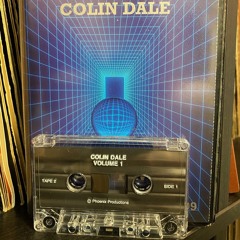 COLIN DALE
COLIN DALE
VOLUME 1
TAPE 2
SIDE 1
© Phoenix Productions